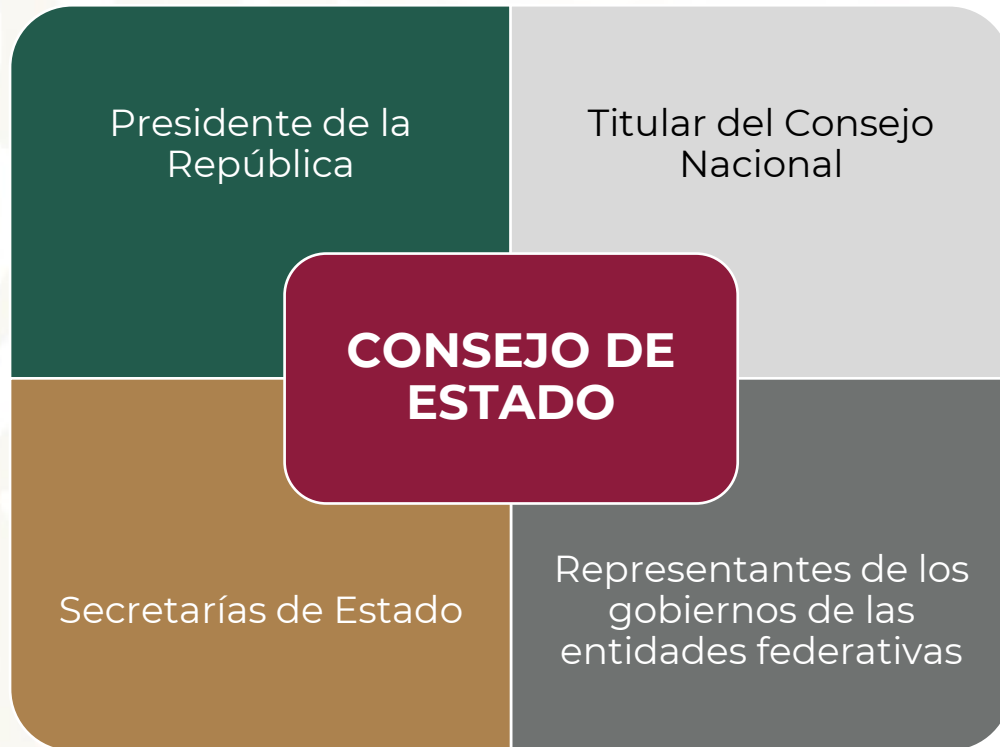 Presidente de la
República
Titular del Consejo
Nacional
CONSEJO DE
ESTADO
Secretarías de Estado
Representantes de los
gobiernos de las
entidades federativas